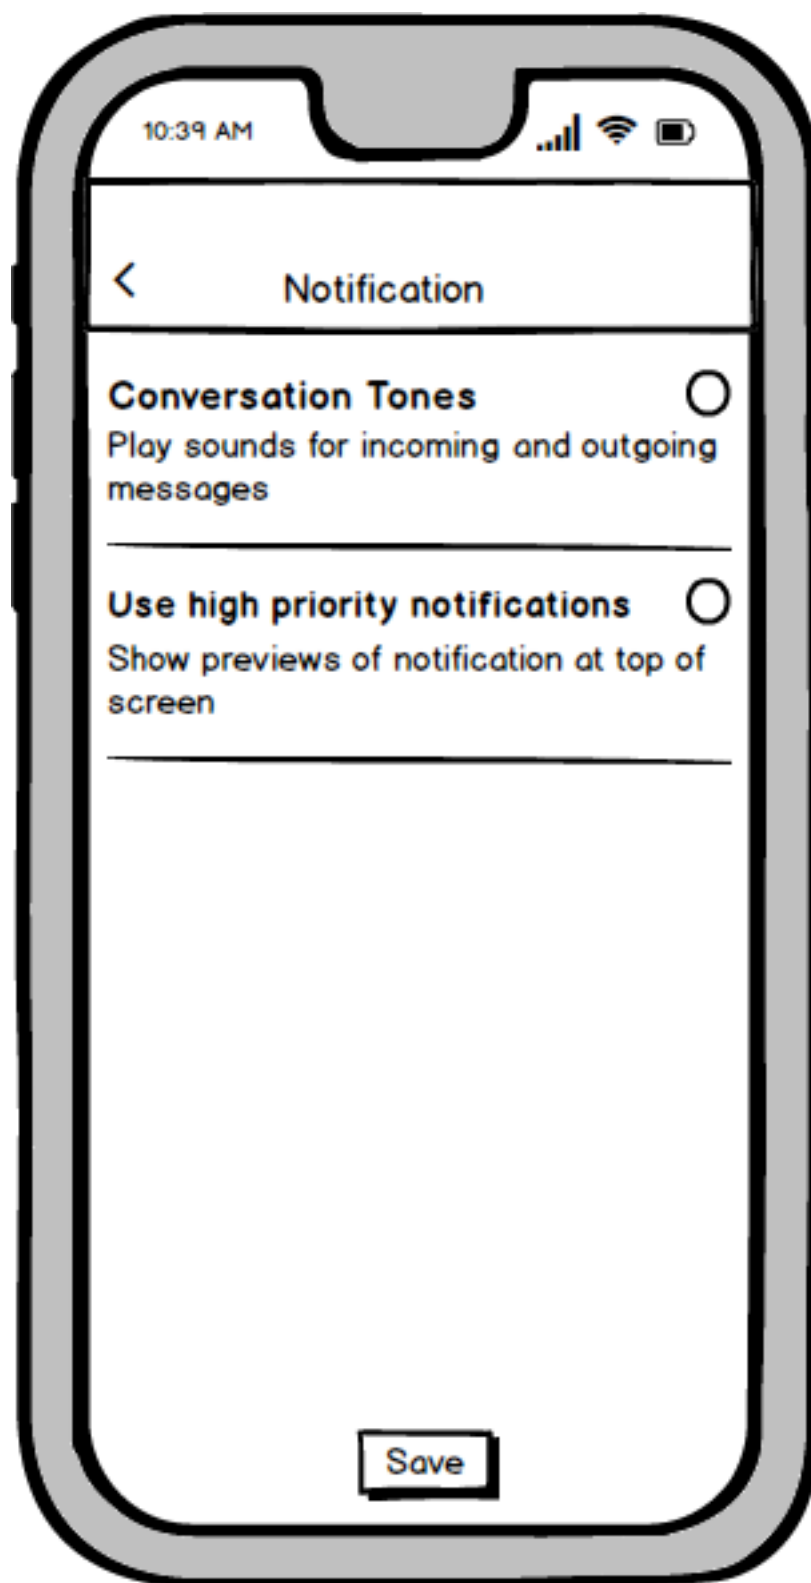 10:39 AM
Notification
Conversation Tones
Play sounds for incoming and outgoing
messages
Use high priority notifications
Show previews of notification at top of
screen
Save